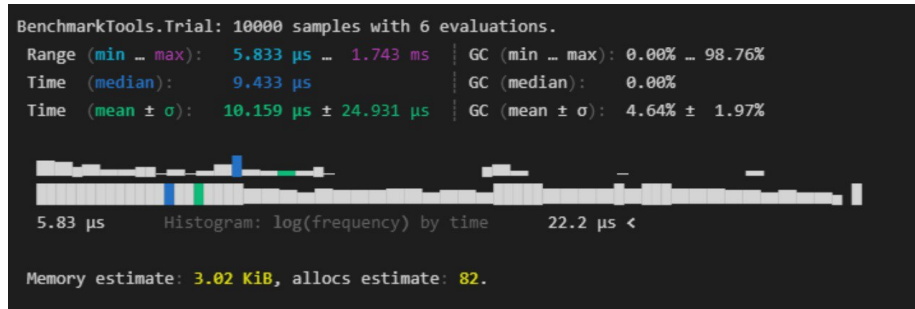 BenchmarkTools.Trial: 10000 samples with 6 evaluations.
Range (min … max): 5.833 μs … 1.743 ms ┊ GC (min … max): 0.00% … 98.76%
Time (median): 9.433 μs ┊ GC (median): 0.00%
Time (mean ± σ): 10.159 μs ± 24.931 μs ┊ GC (mean ± σ): 4.64% ± 1.97%
5.83 μs Histogram: log(frequency) by time 22.2 μs <
Memory estimate: 3.02 KiB, allocs estimate: 82.